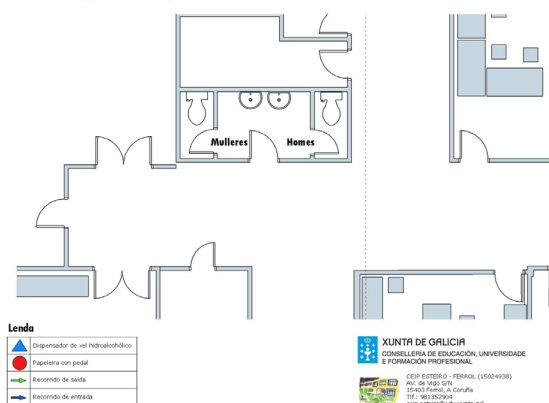 Mulleres
Homes
Lenda
Dispensador de xel hidroalcohólico
Papeleira con pedal
Recorrido de saída
Recorrido de entrada
XUNTA DE GALICIA
CONSELLERÍA DE EDUCACIÓN, UNIVERSIDADE
E FORMACIÓN PROFESIONAL
CEIP ESTEIRO - FERROL (15024938)
AV. de Vigo S/N
15403 Ferrol, A Coruña
Tlf.: 981352904